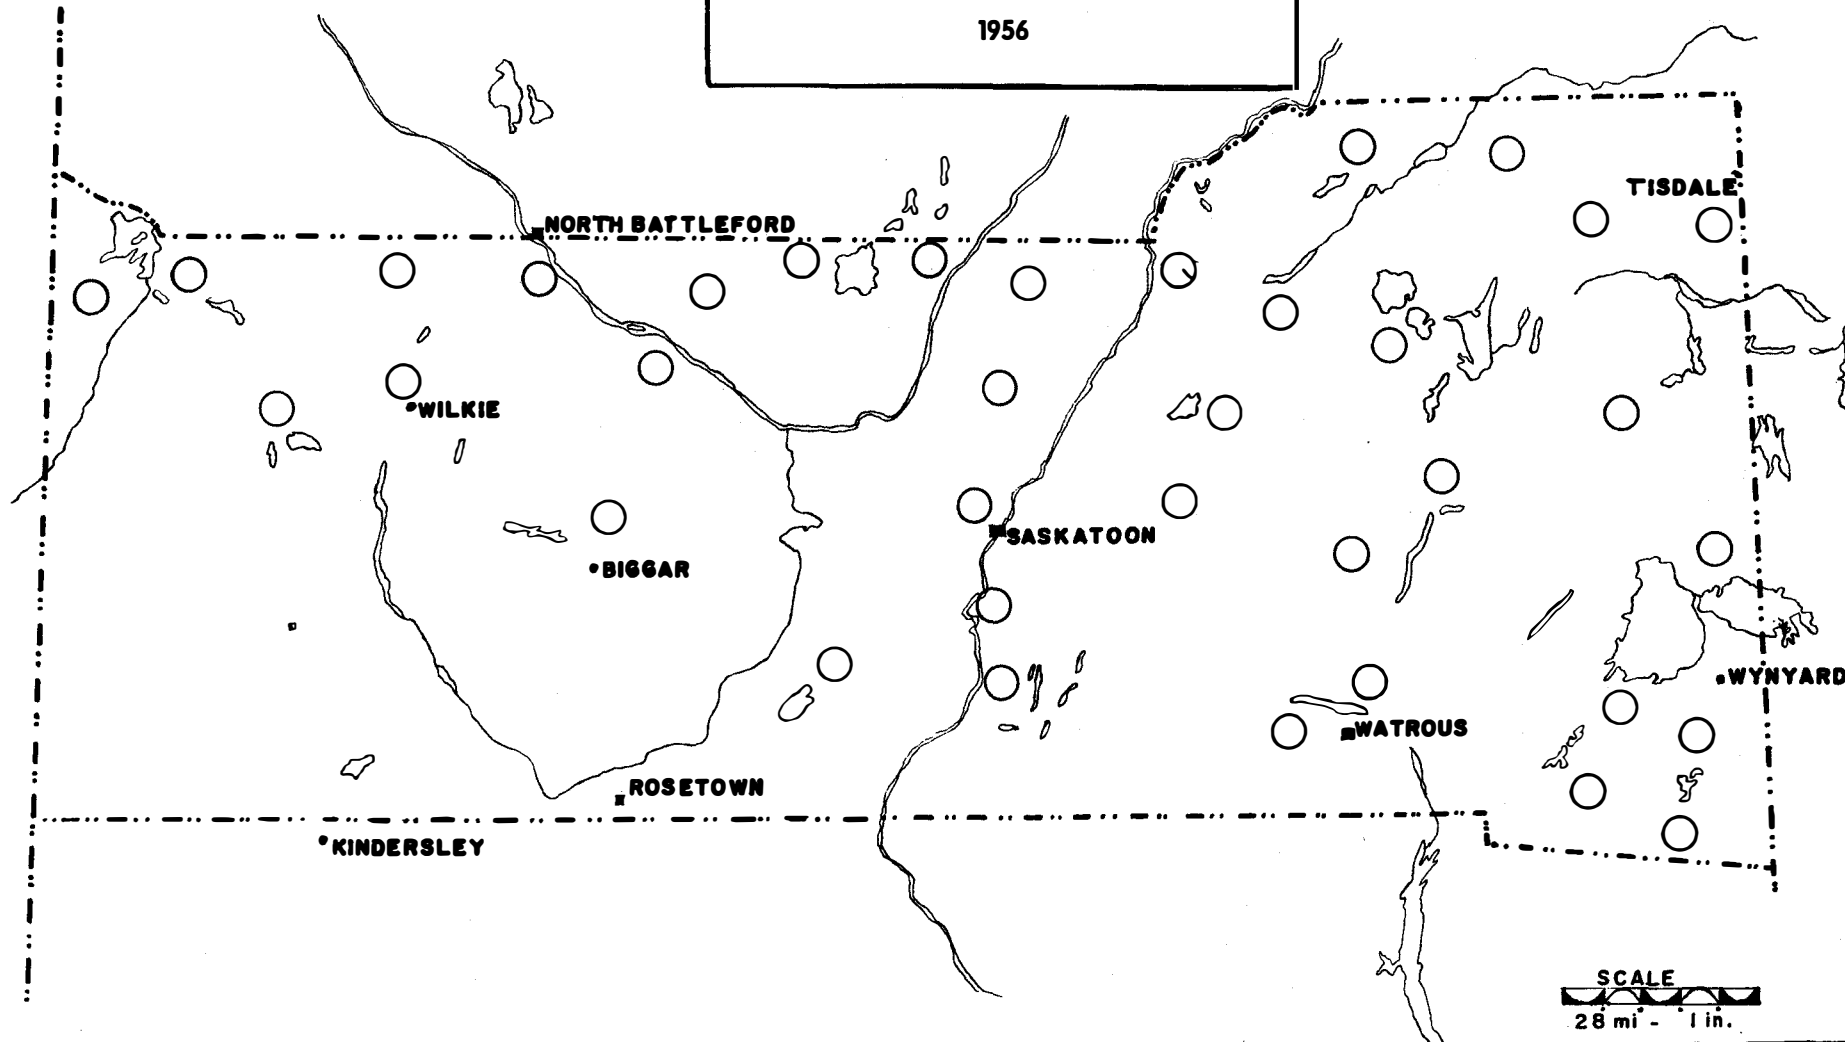 1956
TISDALE
NORTH BATTLEFORD
WILKIE
SASKATOON
BIGGAR
WYNYARD
WATROUS
ROSETOWN
KINDERSLEY
SCALE
28 mi - 1 in.